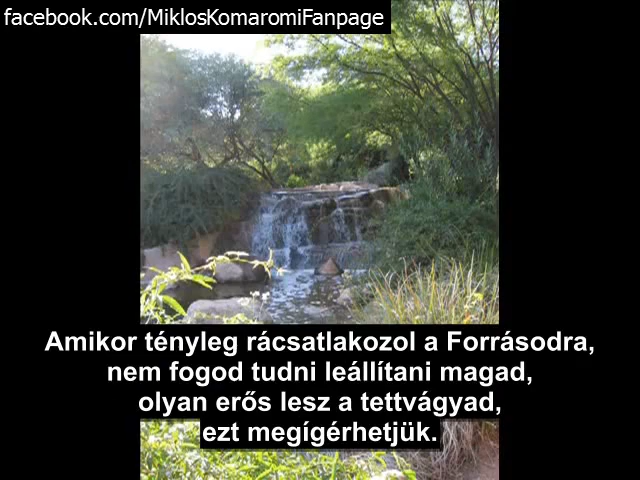 facebook.com/MiklosKomaromiFanpage
Amikor tényleg rácsatlakozol a Forrásodra,
nem fogod tudni leállítani magad,
olyan erős lesz a tettvágyad,
ezt megígérhetjük.